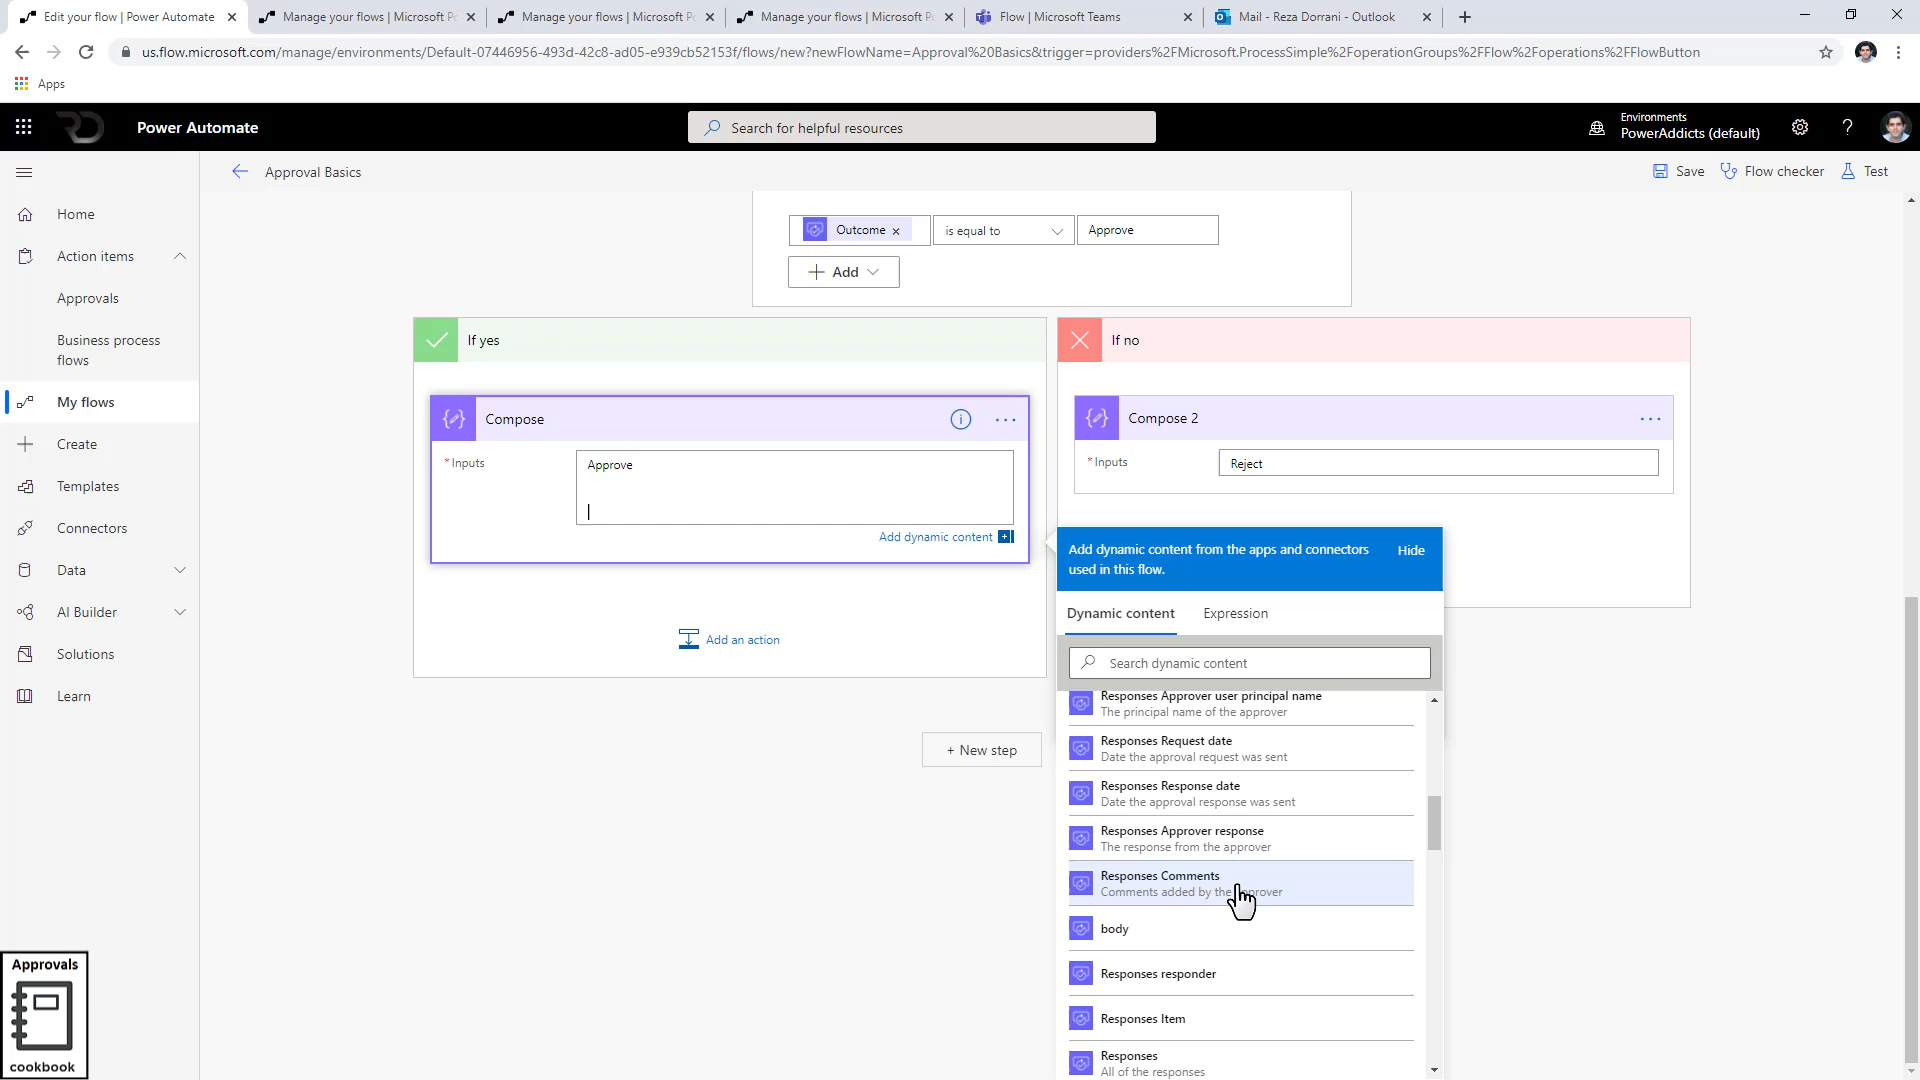 Edit your flow | Power Automate
Manage your flows | Microsoft P
Manage your flows | Microsoft P
Manage your flows | Microsoft P
Flow | Microsoft Teams
Mail - Reza Dorrani - Outlook
us.flow.microsoft.com/manage/environments/Default-07446956-493d-42c8-ad05-e939cb52153f/flows/new?newFlowName=Approval%20Basics&trigger=providers%2FMicrosoft.ProcessSimple%2FoperationGroups%2FFlow%2Foperations%2FFlowButton
Apps
Power Automate
Search for helpful resources
Environments
PowerAddicts (default)
Approval Basics
Save
Flow checker
Test
Home
Action items
Approvals
Business process
flows
My flows
Create
Templates
Connectors
Data
AI Builder
Solutions
Learn
Outcome
is equal to
Approve
Add
If yes
If no
Compose
* Inputs
Approve
Add dynamic content
Add an action
Compose 2
* Inputs
Reject
+ New step
Add dynamic content from the apps and connectors
used in this flow.
Hide
Dynamic content
Expression
Search dynamic content
Responses Approver user principal name
The principal name of the approver
Responses Request date
Date the approval request was sent
Responses Response date
Date the approval response was sent
Responses Approver response
The response from the approver
Responses Comments
Comments added by the approver
body
Responses responder
Responses Item
Responses
All of the responses
Approvals
cookbook